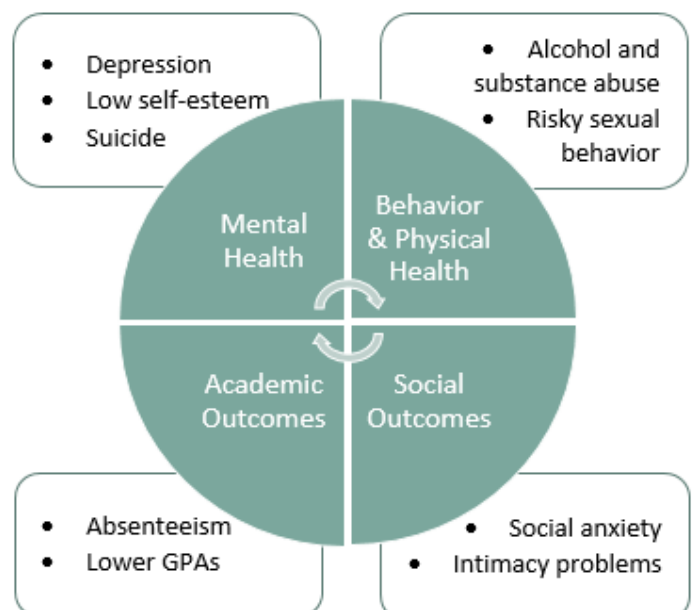 • Depression
• Low self-esteem
• Suicide
• Alcohol and
substance abuse
• Risky sexual
behavior
Mental
Health
Behavior
& Physical
Health
Academic
Outcomes
Social
Outcomes
• Absenteeism
• Lower GPAs
• Social anxiety
• Intimacy problems